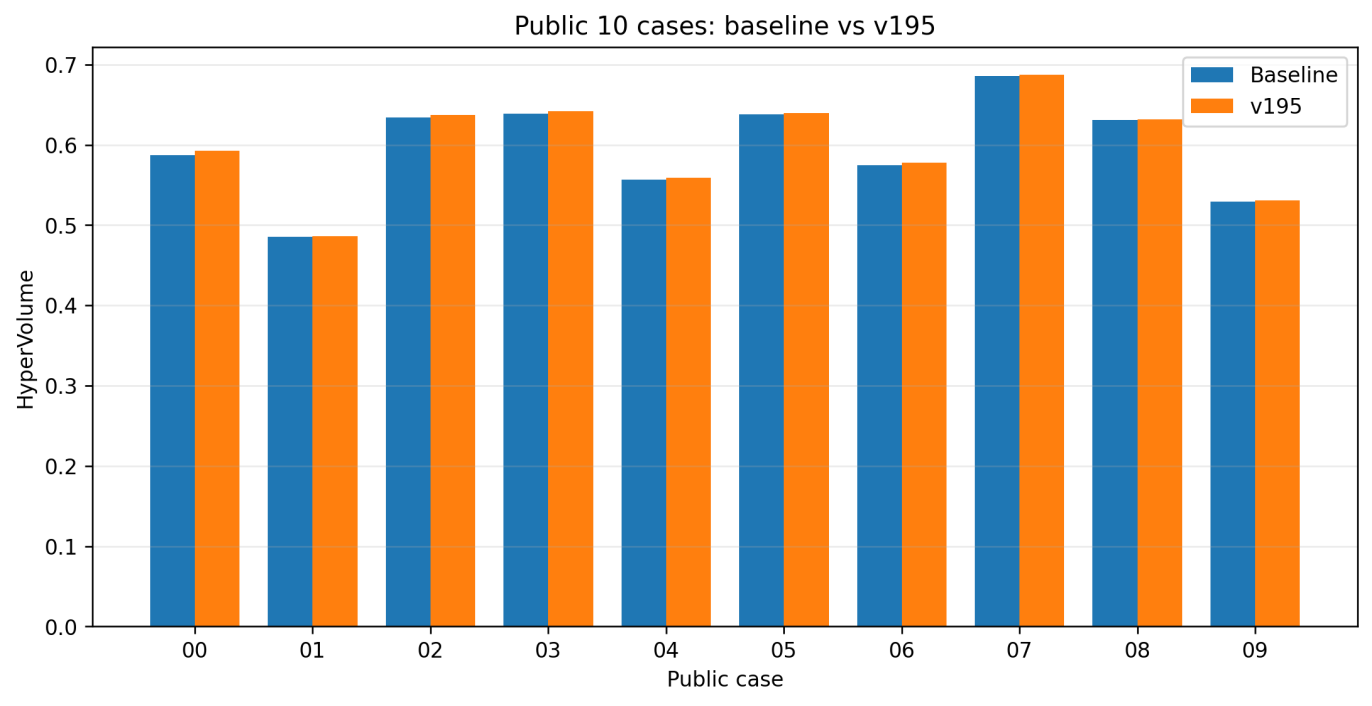 Public 10 cases: baseline vs v195
Baseline
v195
HyperVolume
0.7
0.6
0.5
0.4
0.3
0.2
0.1
0.0
00 01 02 03 04 05 06 07 08 09
Public case